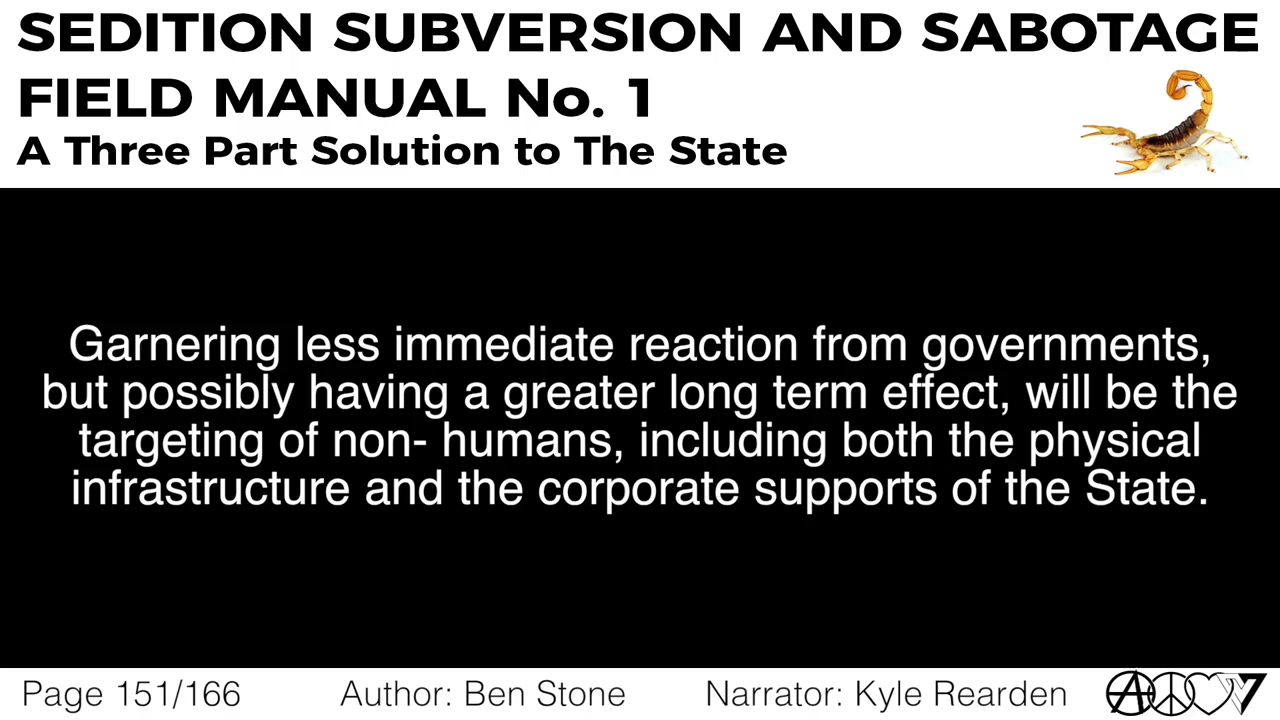 SEDITION SUBVERSION AND SABOTAGE
FIELD MANUAL No. 1
A Three Part Solution to The State
Garnering less immediate reaction from governments,
but possibly having a greater long term effect, will be the
targeting of non- humans, including both the physical
infrastructure and the corporate supports of the State.
Page 151/166 Author: Ben Stone Narrator: Kyle Rearden